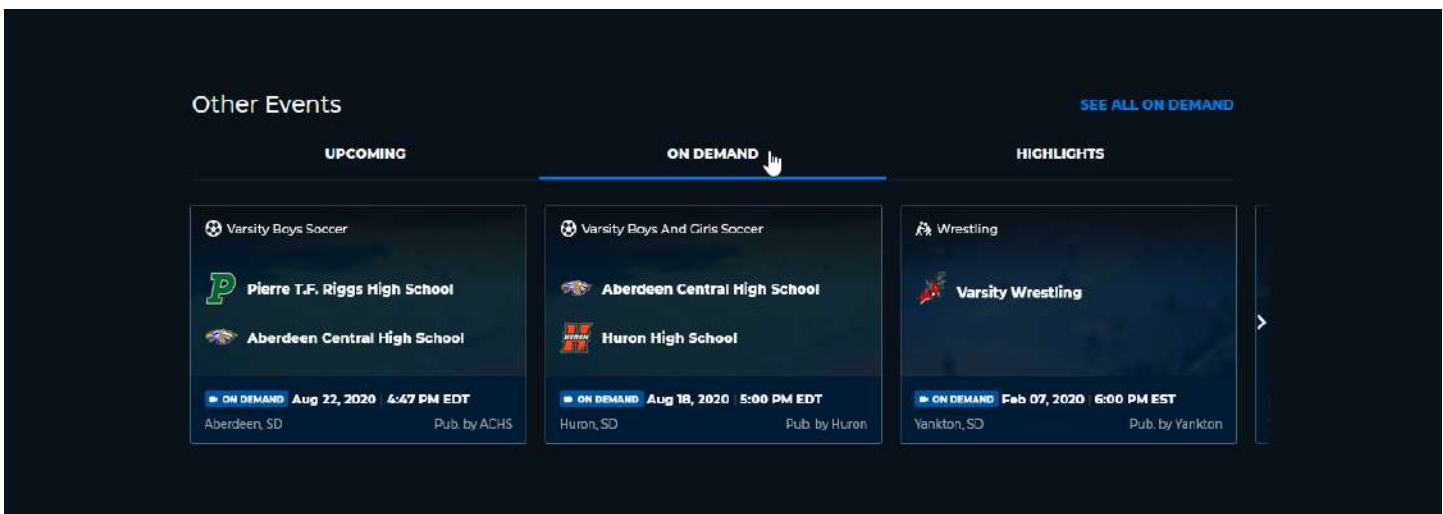 Other Events
SEE ALL ON DEMAND
UPCOMING
ON DEMAND
HIGHLIGHTS
Varsity Boys Soccer
P
Pierre T.F. Riggs High School
Aberdeen Central High School
ON DEMAND Aug 22, 2020 | 4:47 PM EDT
Aberdeen, SD
Pub. by ACHS
Varsity Boys And Girls Soccer
Aberdeen Central High School
H
HURON
Huron High School
ON DEMAND Aug 18, 2020 | 5:00 PM EDT
Huron, SD
Pub. by Huron
Wrestling
Varsity Wrestling
ON DEMAND Feb 07, 2020 | 6:00 PM EST
Yankton, SD
Pub. by Yankton